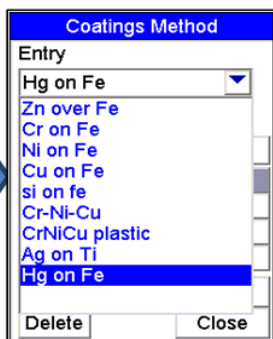 Coatings Method
Entry
Hg on Fe
Zn over Fe
Cr on Fe
Ni on Fe
Cu on Fe
si on fe
Cr-Ni-Cu
CrNiCu plastic
Ag on Ti
Hg on Fe
Delete Close